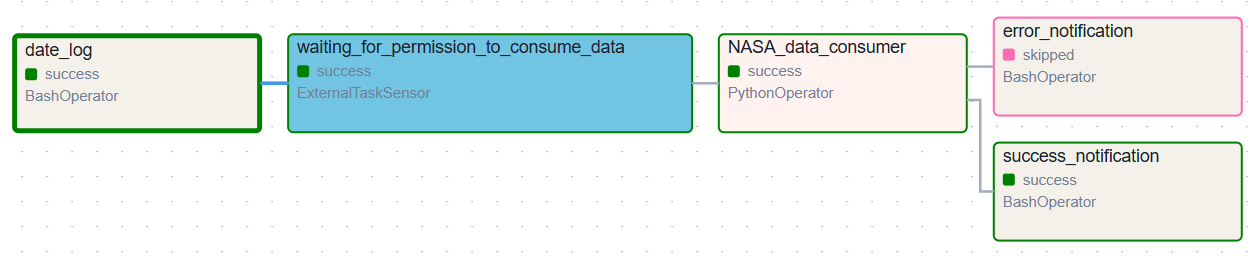 date_log
success
BashOperator
waiting_for_permission_to_consume_data
success
ExternalTaskSensor
NASA_data_consumer
success
PythonOperator
error_notification
skipped
BashOperator
success_notification
success
BashOperator